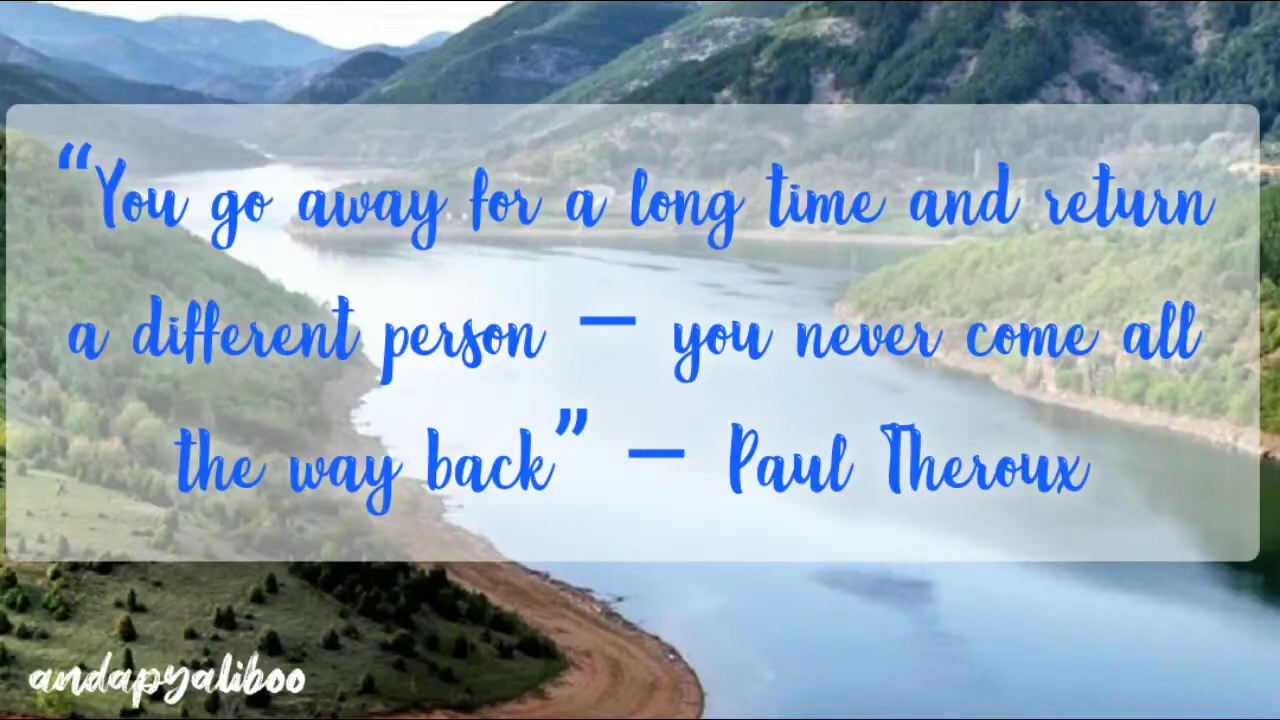 “You go away for a long time and return
a different person – you never come all
the way back” – Paul Theroux
andapyaliboo